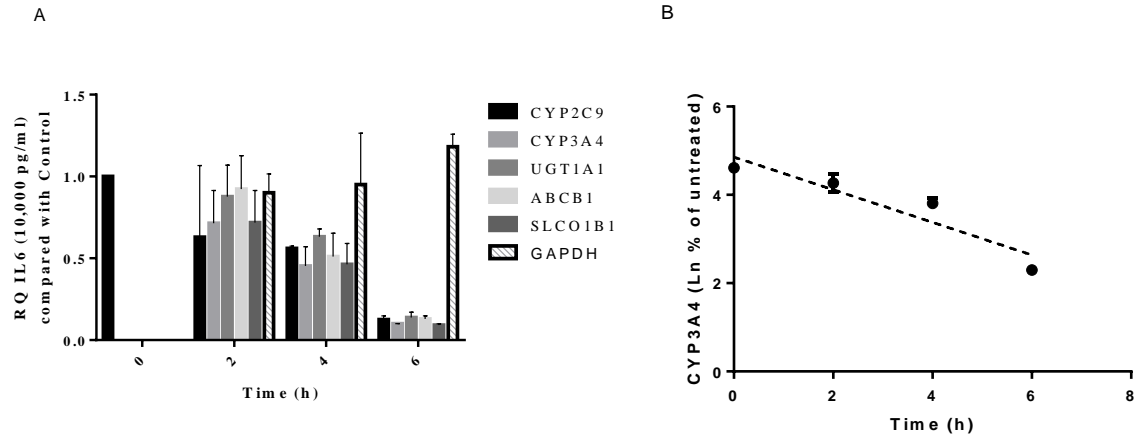 A
B
RQ IL6 (10,000 pg/ml)
compared with Control
1.5
1.0
0.5
0.0
0
2
4
6
Time (h)
CYP2C9
CYP3A4
UGT1A1
ABCB1
SLCO1B1
GAPDH
CYP3A4 (Ln % of untreated)
6
4
2
0
0
2
4
6
8
Time (h)